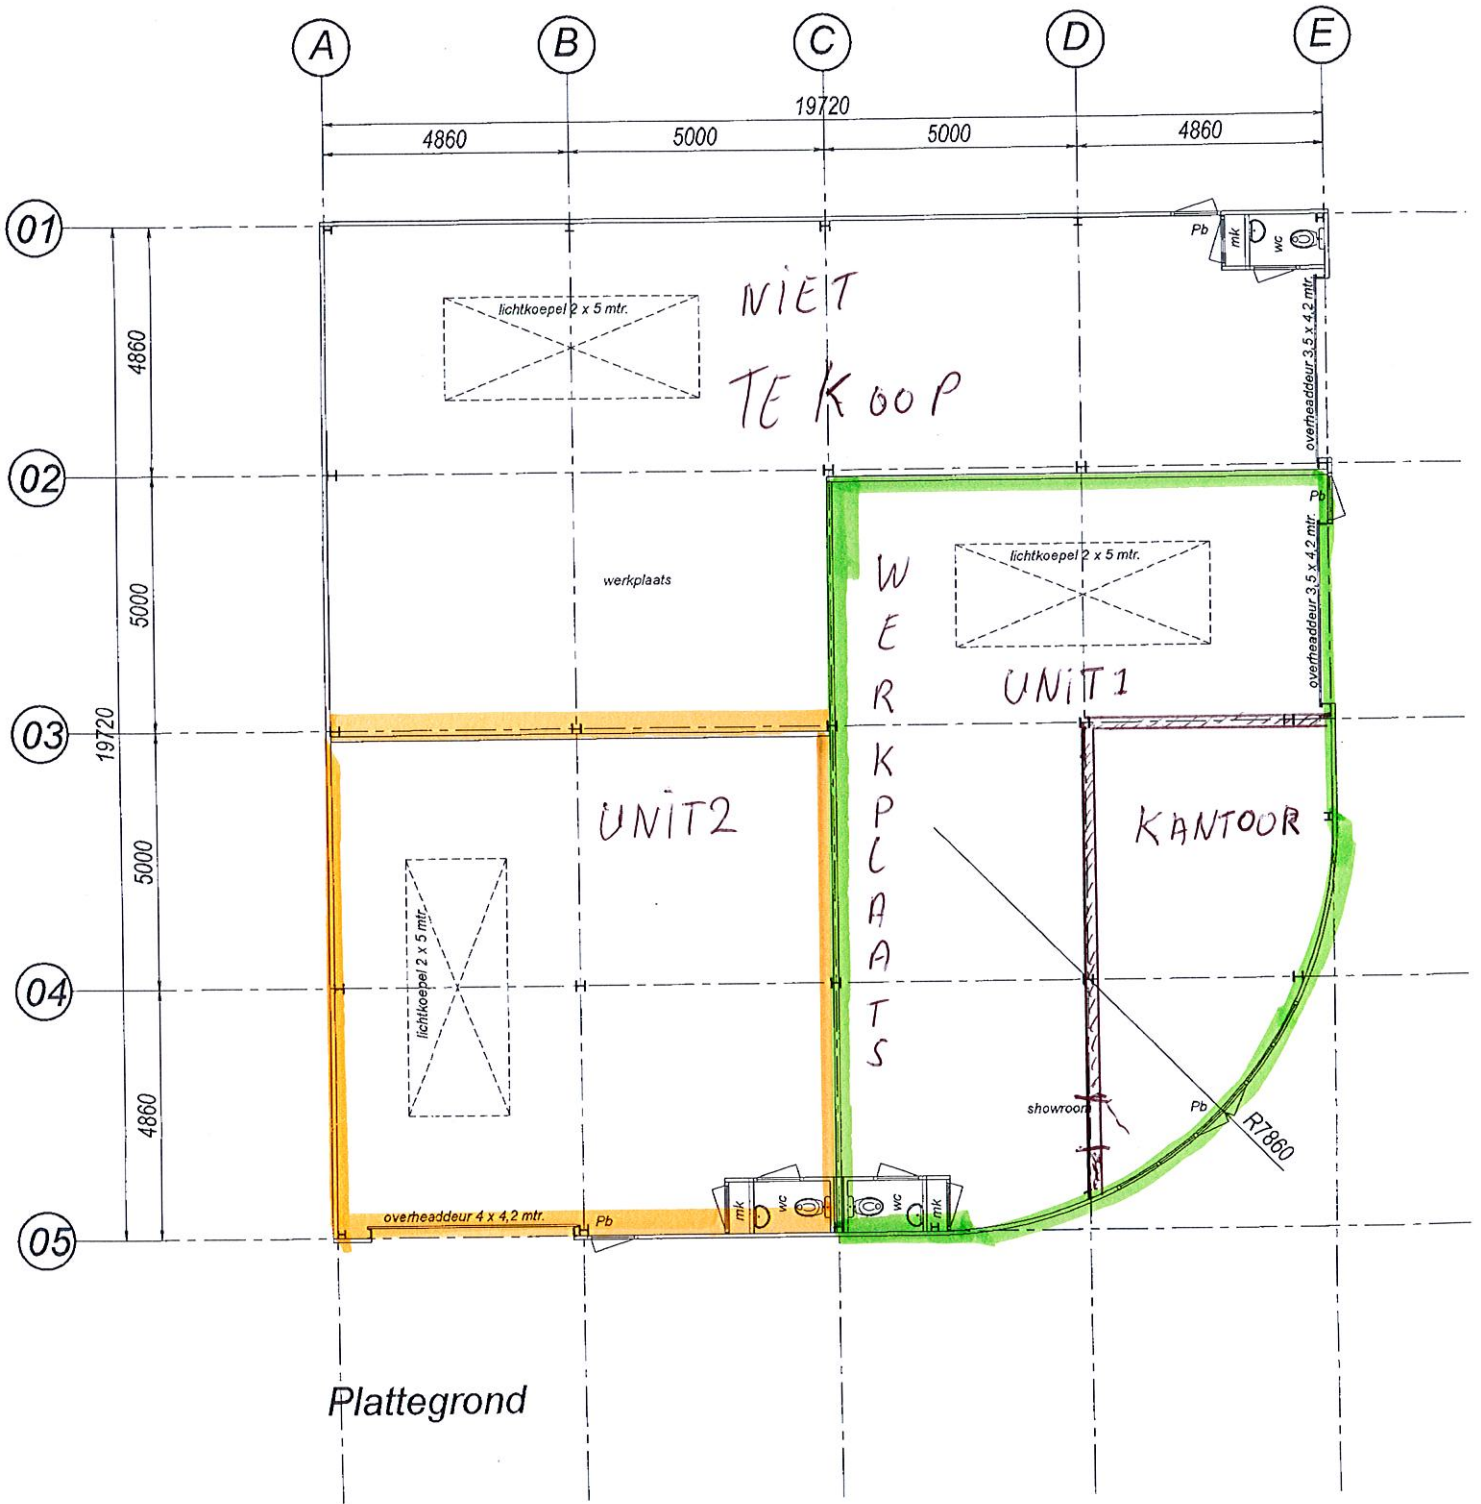 A B C D E
19720
4860 5000 5000 4860
01
Pb mk wc
4860
lichtkoepel 2 x 5 mtr.
NIET
TE KOOP
overheaddeur 3,5 x 4,2 mtr.
02
Pb
lichtkoepel 2 x 5 mtr.
overheaddeur 3,5 x 4,2 mtr.
5000
werkplaats
WERKPLAATS
UNIT1
03
19720
UNIT2
KANTOOR
5000
lichtkoepel 2 x 5 mtr.
04
4860
showroom
Pb
R7860
mk wc wc mk
overheaddeur 4 x 4,2 mtr.
Pb
05
Plattegrond